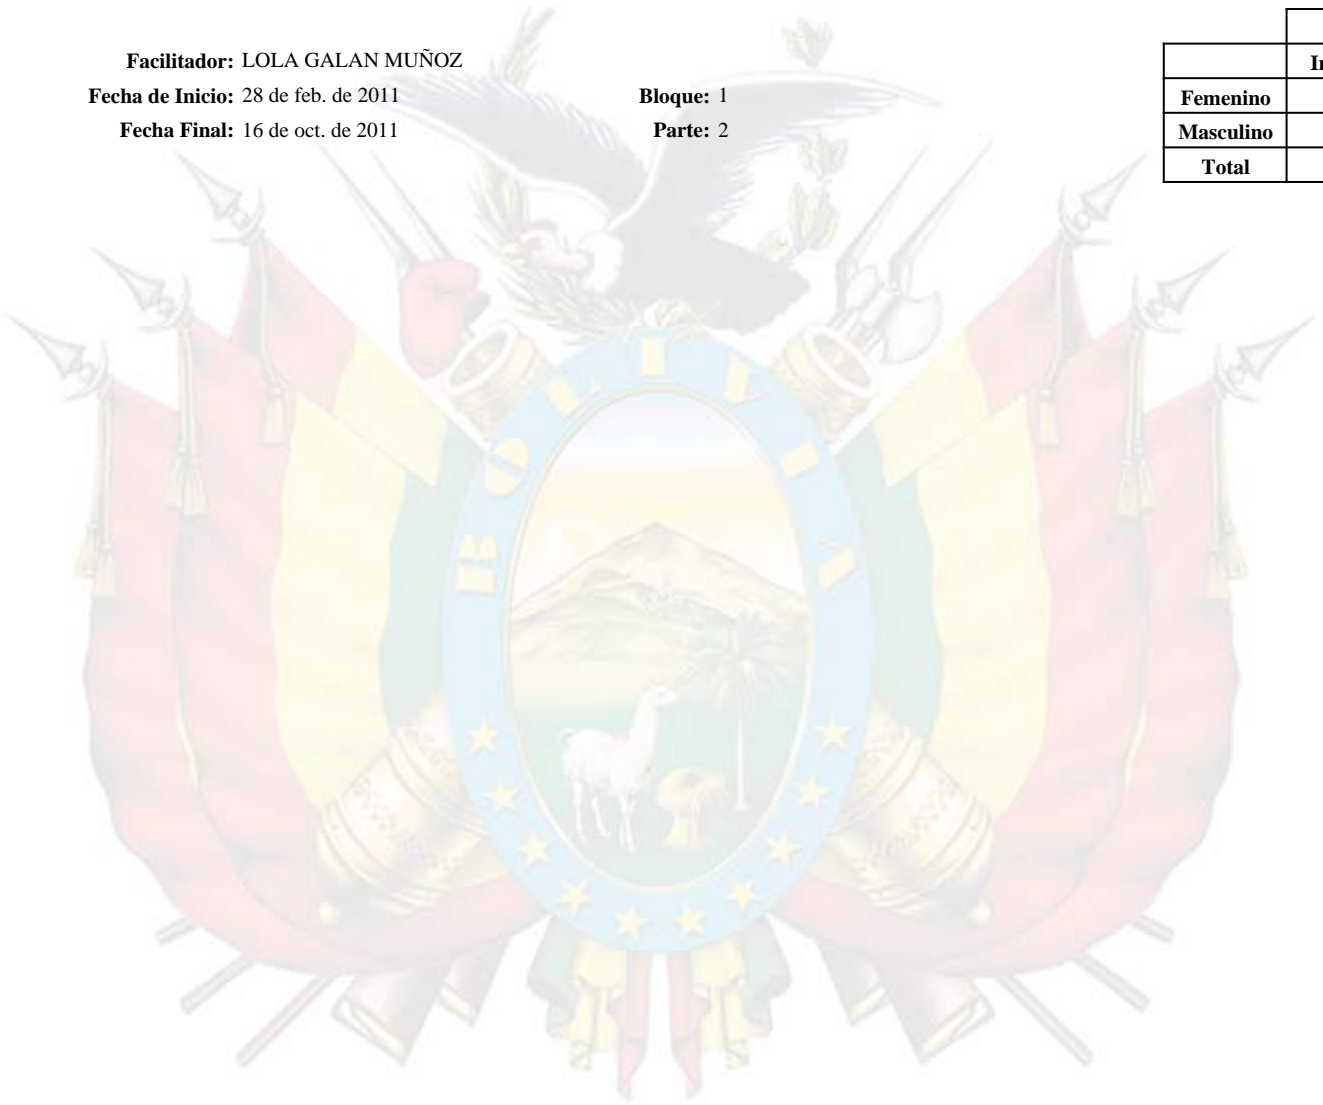 Facilitador: LOLA GALAN MUÑOZ
Fecha de Inicio: 28 de feb. de 2011 Bloque: 1
Fecha Final: 16 de oct. de 2011 Parte: 2
Femenino
Masculino
Total
BOLIVIA